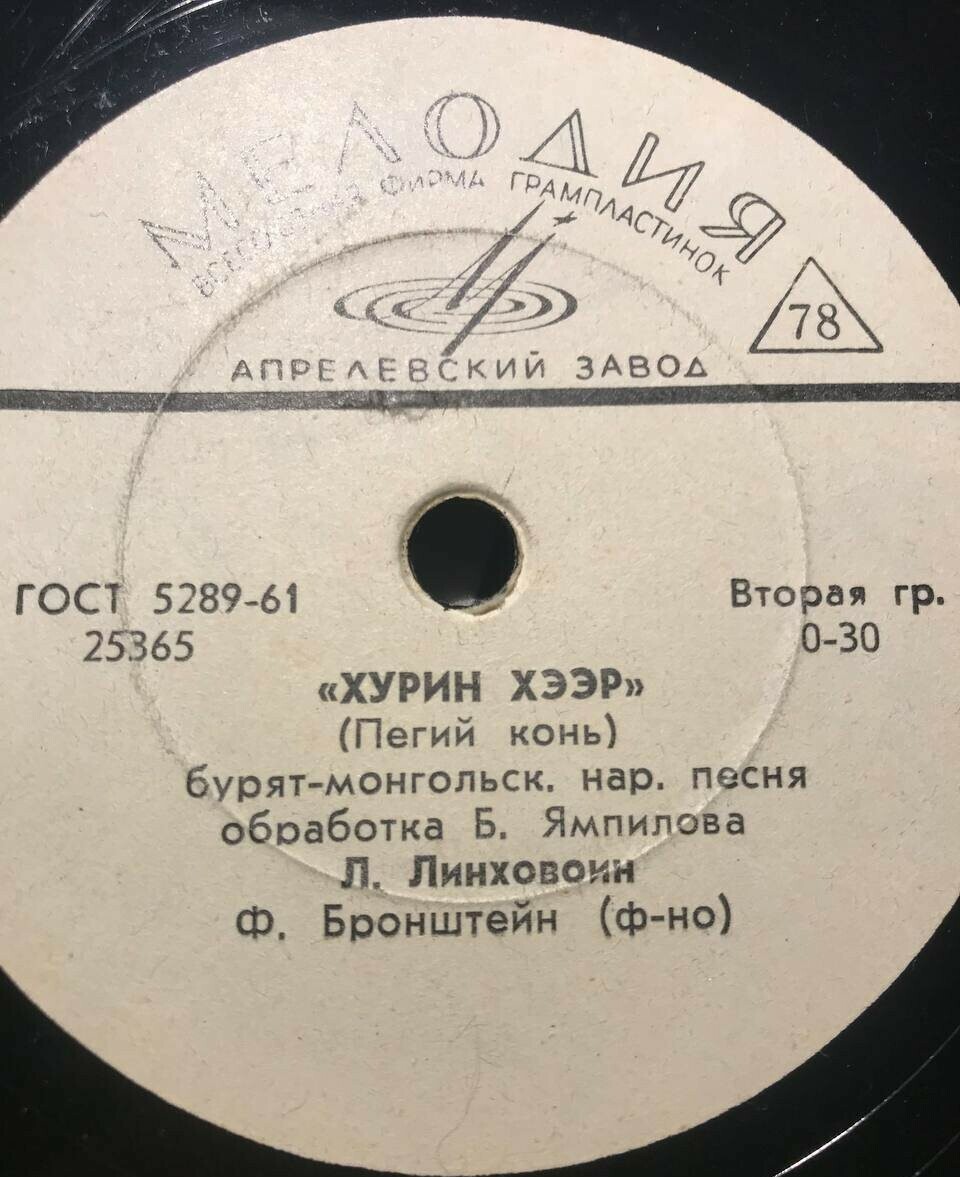 МЕЛОДИЯ
ВСЕСОЮЗНАЯ ФИРМА ГРАМПЛАСТИНОК
78
АПРЕЛЕВСКИЙ ЗАВОД
ГОСТ 5289-61
25365
Вторая гр.
0-30
«ХУРИН ХЭЭР»
(Пегий конь)
бурят-монгольск. нар. песня
обработка Б. Ямпилова
Л. Линховоин
Ф. Бронштейн (ф-но)